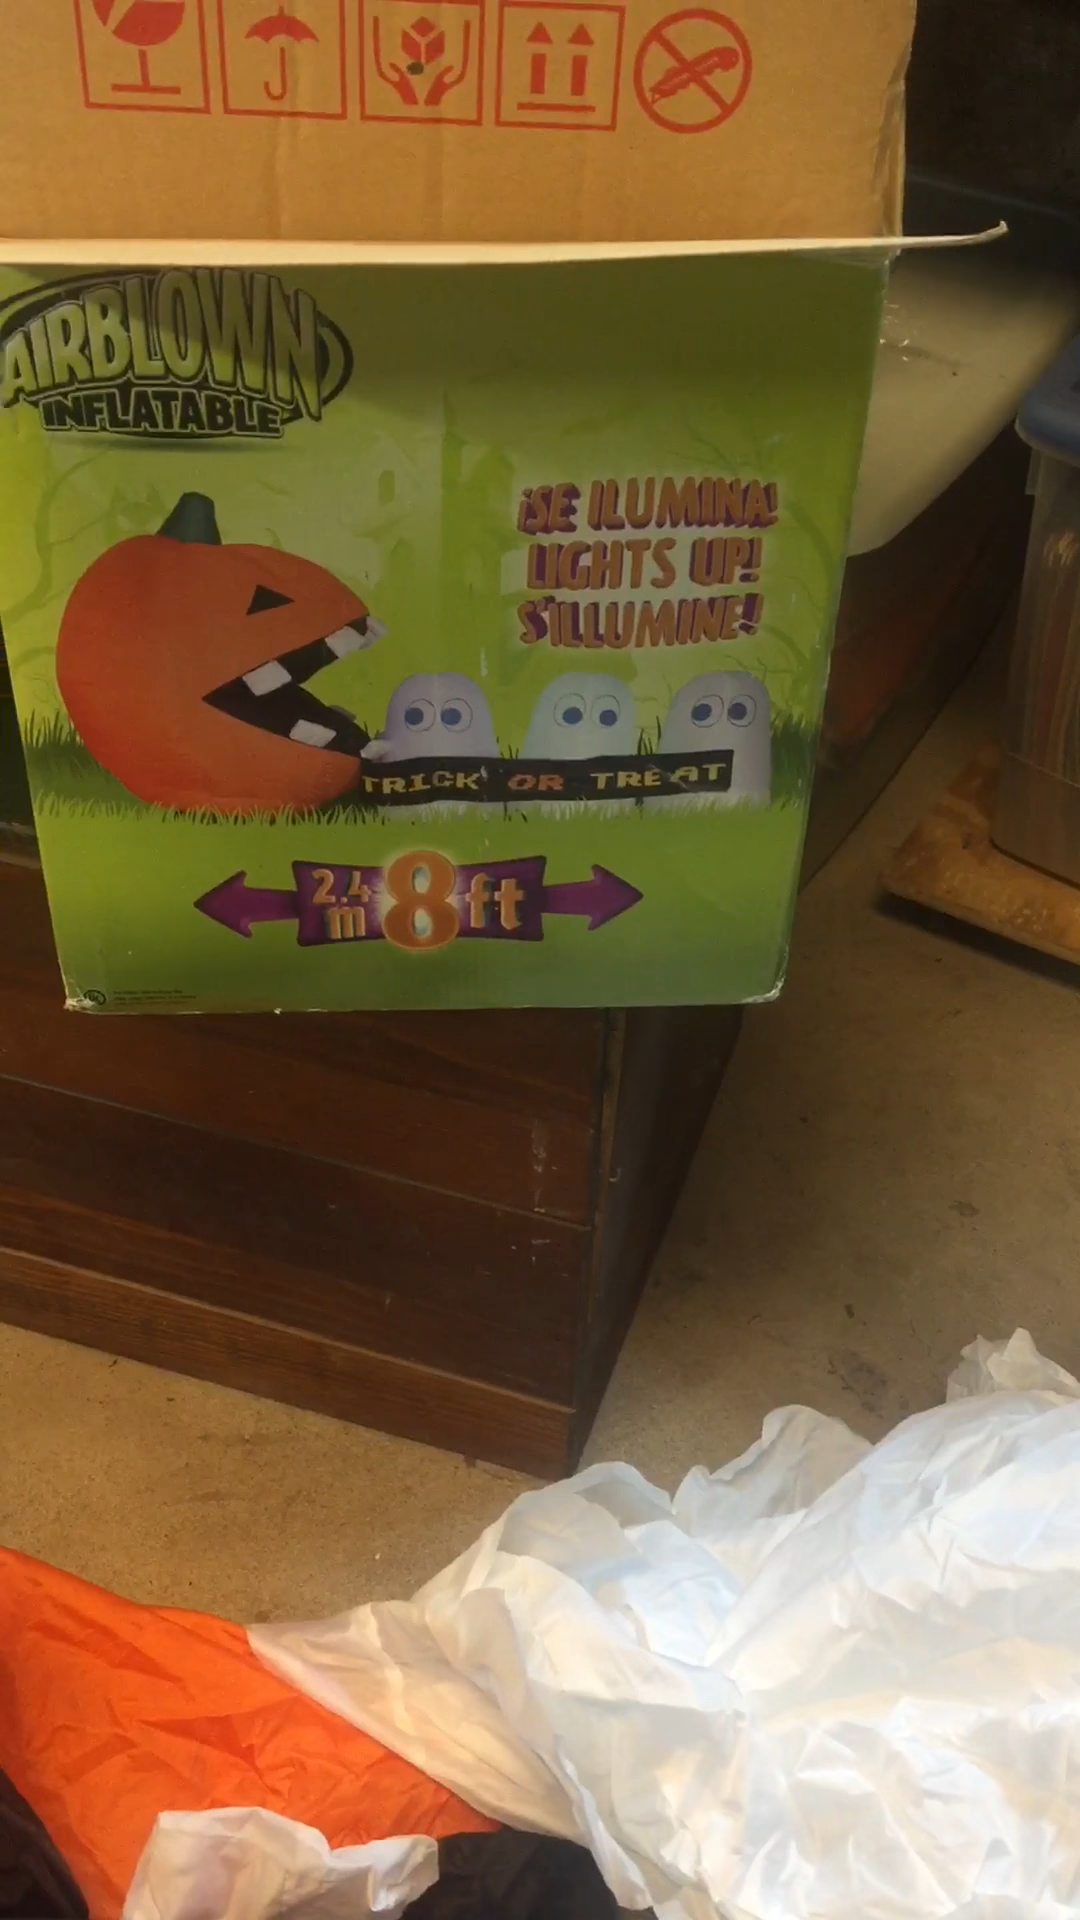 AIRBLOWN
INFLATABLE
¡SE ILUMINA!
LIGHTS UP!
S'ILLUMINE!
TRICK OR TREAT
2.4 m 8 ft